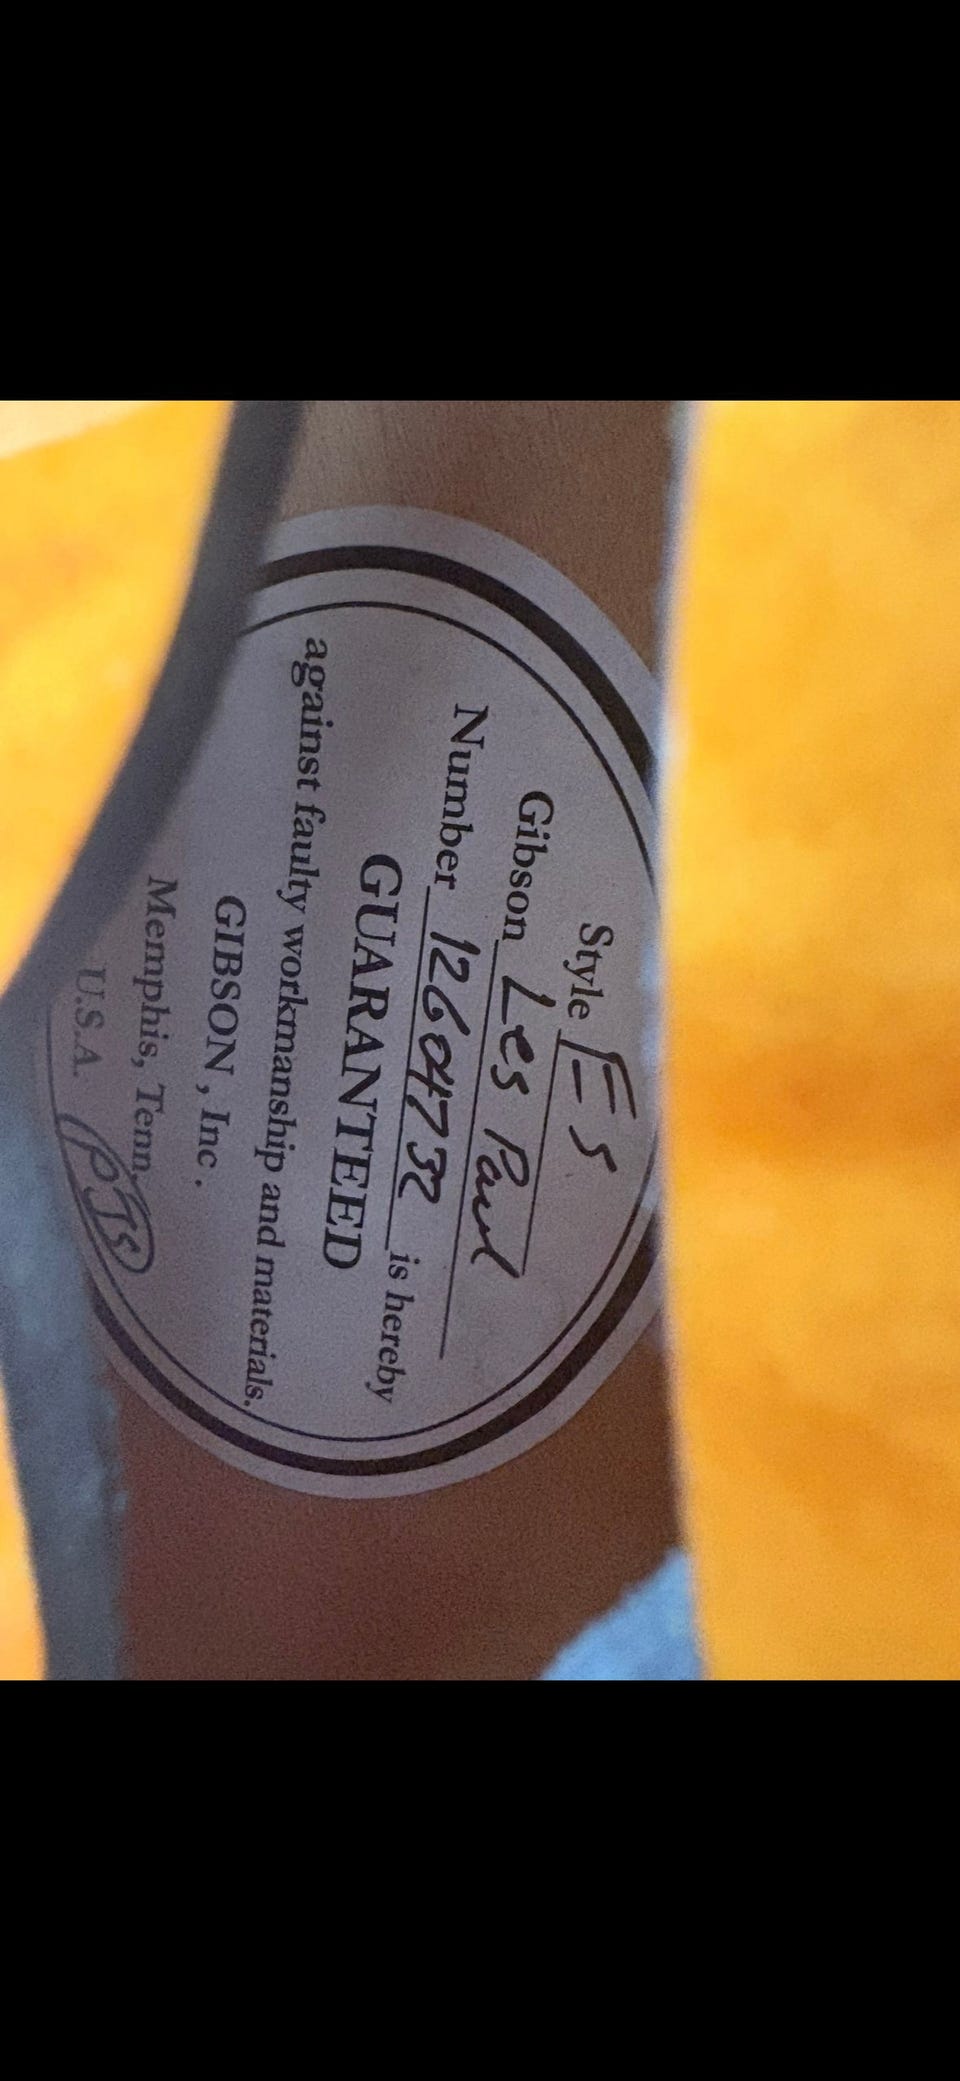 Style ES
Gibson Les Paul
Number 12604732 is hereby
GUARANTEED
against faulty workmanship and materials.
GIBSON, Inc.
Memphis, Tenn.
U.S.A. PJS